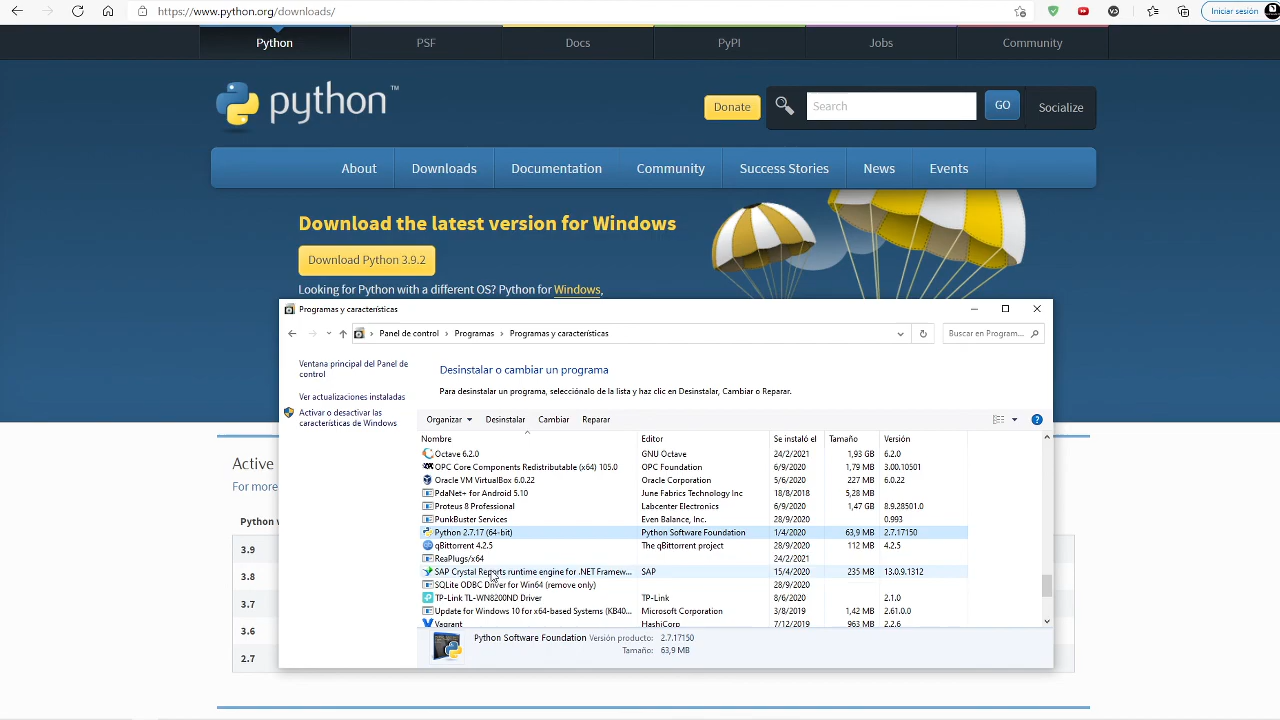 https://www.python.org/downloads/
Iniciar sesión
Python PSF Docs PyPI Jobs Community
python™
Donate Search GO Socialize
About Downloads Documentation Community Success Stories News Events
Download the latest version for Windows
Download Python 3.9.2
Looking for Python with a different OS? Python for Windows,
Programas y características
Panel de control > Programas > Programas y características
Buscar en Program...
Ventana principal del Panel de
control
Ver actualizaciones instaladas
Activar o desactivar las
características de Windows
Desinstalar o cambiar un programa
Para desinstalar un programa, selecciónalo de la lista y haz clic en Desinstalar, Cambiar o Reparar.
Organizar Desinstalar Cambiar Reparar
Nombre Editor Se instaló el Tamaño Versión
Octave 6.2.0 GNU Octave 24/2/2021 1,93 GB 6.2.0
OPC Core Components Redistributable (x64) 105.0 OPC Foundation 6/9/2020 1,79 MB 3.00.10501
Oracle VM VirtualBox 6.0.22 Oracle Corporation 5/6/2020 227 MB 6.0.22
PdaNet+ for Android 5.10 June Fabrics Technology Inc 18/8/2018 5,28 MB
Proteus 8 Professional Labcenter Electronics 6/9/2020 1,47 GB 8.9.28501.0
PunkBuster Services Even Balance, Inc. 28/9/2020 0.993
Python 2.7.17 (64-bit) Python Software Foundation 1/4/2020 63,9 MB 2.7.17150
qBittorrent 4.2.5 The qBittorrent project 28/9/2020 112 MB 4.2.5
ReaPlugs/x64 24/2/2021
SAP Crystal Reports runtime engine for .NET Framew... SAP 15/4/2020 235 MB 13.0.9.1312
SQLite ODBC Driver for Win64 (remove only) 28/9/2020
TP-Link TL-WN8200ND Driver TP-Link 8/6/2020 2.1.0
Update for Windows 10 for x64-based Systems (KB40... Microsoft Corporation 3/8/2019 1,42 MB 2.61.0.0
Vagrant HashiCorp 7/12/2019 963 MB 2.2.6
Python Software Foundation Versión producto: 2.7.17150
Tamaño: 63,9 MB
Active
For more
Python v
3.9
3.8
3.7
3.6
2.7